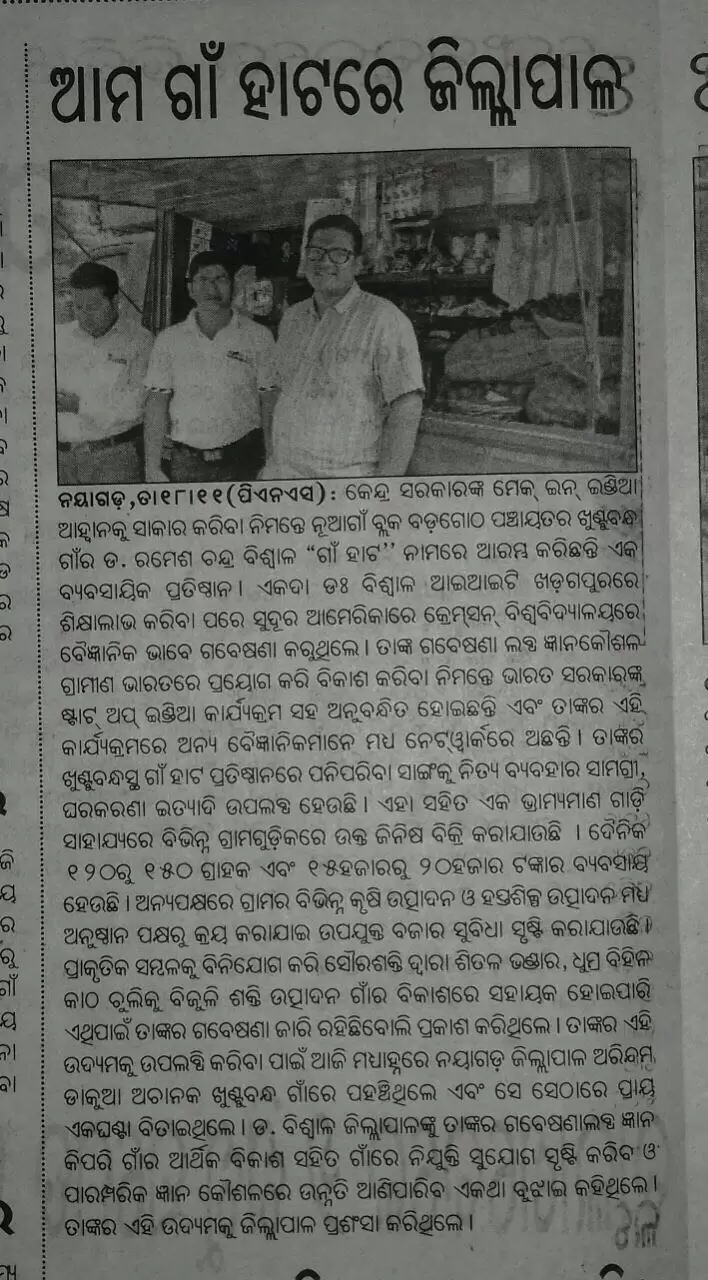 ଆମ ଗାଁ ହାଟରେ ଜିଲ୍ଲାପାଳ
ନୟାଗଡ଼,ତା୧୮।୧୧(ପିଏନଏସ): କେନ୍ଦ୍ର ସରକାରଙ୍କ ମେକ୍ ଇନ୍ ଇଣ୍ଡିଆ
ଆହ୍ୱାନକୁ ସାକାର କରିବା ନିମନ୍ତେ ନୂଆଗାଁ ବ୍ଲକ ବଡ଼ଗୋଠ ପଞ୍ଚାୟତର ଖୁଣ୍ଟୁବନ୍ଧ
ଗାଁର ଡ. ରମେଶ ଚନ୍ଦ୍ର ବିଶ୍ୱାଳ “ଗାଁ ହାଟ’’ ନାମରେ ଆରମ୍ଭ କରିଛନ୍ତି ଏକ
ବ୍ୟବସାୟିକ ପ୍ରତିଷ୍ଠାନ। ଏକଦା ଡଃ ବିଶ୍ୱାଳ ଆଇଆଇଟି ଖଡ଼ଗପୁରରେ
ଶିକ୍ଷାଲାଭ କରିବା ପରେ ସୁଦୂର ଆମେରିକାରେ କ୍ରେମ୍‌ସନ୍ ବିଶ୍ୱବିଦ୍ୟାଳୟରେ
ବୈଜ୍ଞାନିକ ଭାବେ ଗବେଷଣା କରୁଥିଲେ। ତାଙ୍କ ଗବେଷଣା ଲବ୍ଧ ଜ୍ଞାନକୌଶଳ
ଗ୍ରାମୀଣ ଭାରତରେ ପ୍ରୟୋଗ କରି ବିକାଶ କରିବା ନିମନ୍ତେ ଭାରତ ସରକାରଙ୍କ
ଷ୍ଟାଟ୍ ଅପ୍ ଇଣ୍ଡିଆ କାର୍ଯ୍ୟକ୍ରମ ସହ ଅନୁବନ୍ଧିତ ହୋଇଛନ୍ତି ଏବଂ ତାଙ୍କର ଏହି
କାର୍ଯ୍ୟକ୍ରମରେ ଅନ୍ୟ ବୈଜ୍ଞାନିକମାନେ ମଧ୍ୟ ନେଟ୍‌ୱାର୍କରେ ଅଛନ୍ତି। ତାଙ୍କର
ଖୁଣ୍ଟୁବନ୍ଧସ୍ଥ ଗାଁ ହାଟ ପ୍ରତିଷ୍ଠାନରେ ପନିପରିବା ସାଙ୍ଗକୁ ନିତ୍ୟ ବ୍ୟବହାର ସାମଗ୍ରୀ,
ଘରକରଣା ଇତ୍ୟାଦି ଉପଲବ୍ଧ ହେଉଛି। ଏହା ସହିତ ଏକ ଭ୍ରାମ୍ୟମାଣ ଗାଡ଼ି
ସାହାଯ୍ୟରେ ବିଭିନ୍ନ ଗ୍ରାମଗୁଡ଼ିକରେ ଉକ୍ତ ଜିନିଷ ବିକ୍ରି କରାଯାଉଛି । ଦୈନିକ
୧୨୦ରୁ ୧୫୦ ଗ୍ରାହକ ଏବଂ ୧୫ହଜାରରୁ ୨୦ହଜାର ଟଙ୍କାର ବ୍ୟବସାୟ
ହେଉଛି। ଅନ୍ୟପକ୍ଷରେ ଗ୍ରାମର ବିଭିନ୍ନ କୃଷି ଉତ୍ପାଦନ ଓ ହସ୍ତଶିଳ୍ପ ଉତ୍ପାଦନ ମଧ୍ୟ
ଅନୁଷ୍ଠାନ ପକ୍ଷରୁ କ୍ରୟ କରାଯାଇ ଉପଯୁକ୍ତ ବଜାର ସୁବିଧା ସୃଷ୍ଟି କରାଯାଉଛି।
ପ୍ରାକୃତିକ ସମ୍ବଳକୁ ବିନିଯୋଗ କରି ସୌରଶକ୍ତି ଦ୍ୱାରା ଶିତଳ ଭଣ୍ଡାର, ଧୁମ୍ର ବିହିନ
କାଠ ଚୁଲିକୁ ବିଜୁଳି ଶକ୍ତି ଉତ୍ପାଦନ ଗାଁର ବିକାଶରେ ସହାୟକ ହୋଇପାରି
ଏଥିପାଇଁ ତାଙ୍କର ଗବେଷଣା ଜାରି ରହିଛିବୋଲି ପ୍ରକାଶ କରିଥିଲେ। ତାଙ୍କର ଏହି
ଉଦ୍ୟମକୁ ଉପଲବ୍ଧି କରିବା ପାଇଁ ଆଜି ମଧ୍ୟାହ୍ନରେ ନୟାଗଡ଼ ଜିଲ୍ଲାପାଳ ଅରିନ୍ଦମ
ଡାକୁଆ ଅଚାନକ ଖୁଣ୍ଟୁବନ୍ଧ ଗାଁରେ ପହଞ୍ଚିଥିଲେ ଏବଂ ସେ ସେଠାରେ ପ୍ରାୟ
ଏକଘଣ୍ଟା ବିତାଇଥିଲେ। ଡ. ବିଶ୍ୱାଳ ଜିଲ୍ଲାପାଳଙ୍କୁ ତାଙ୍କର ଗବେଷଣାଲବ୍ଧ ଜ୍ଞାନ
କିପରି ଗାଁର ଆର୍ଥିକ ବିକାଶ ସହିତ ଗାଁରେ ନିଯୁକ୍ତି ସୁଯୋଗ ସୃଷ୍ଟି କରିବ ଓ
ପାରମ୍ପରିକ ଜ୍ଞାନ କୌଶଳରେ ଉନ୍ନତି ଆଣିପାରିବ ଏକଥା ବୁଝାଇ କହିଥିଲେ।
ତାଙ୍କର ଏହି ଉଦ୍ୟମକୁ ଜିଲ୍ଲାପାଳ ପ୍ରଶଂସା କରିଥିଲେ।